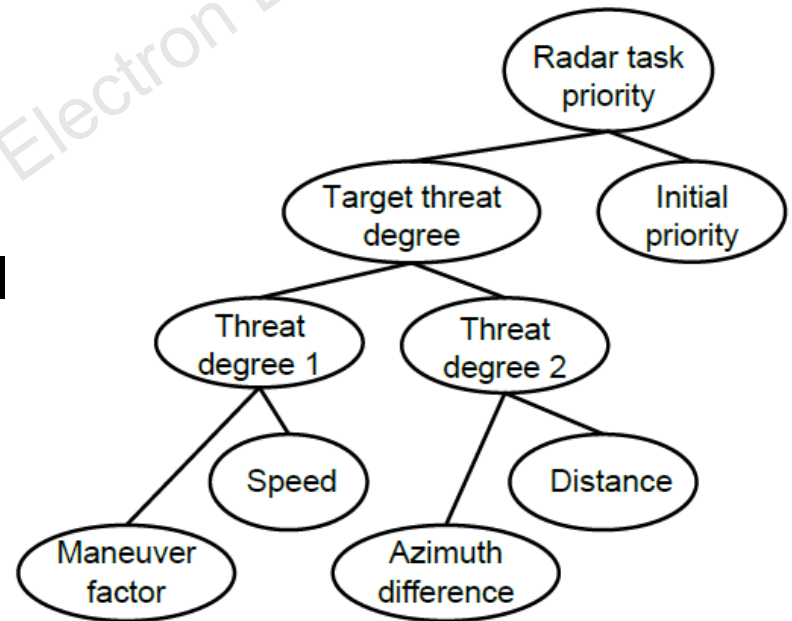 Electron
Radar task
priority
Target threat
degree
Initial
priority
Threat
degree 1
Threat
degree 2
Speed
Distance
Maneuver
factor
Azimuth
difference